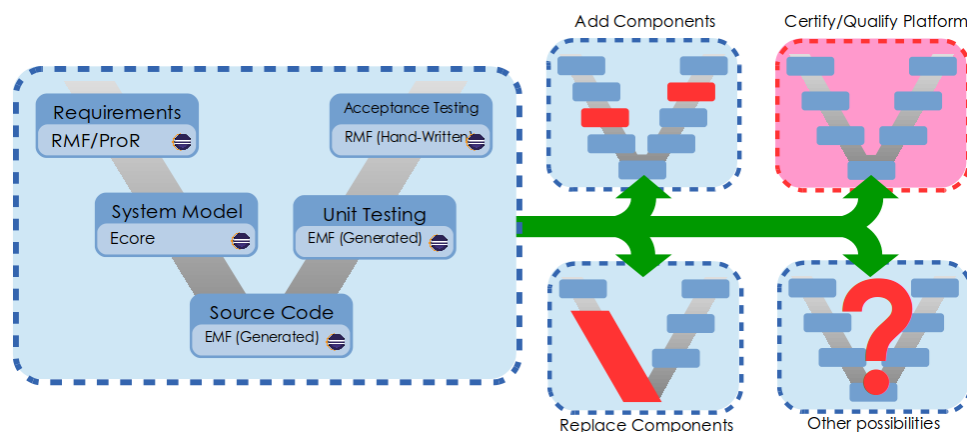 Add Components
Certify/Qualify Platform
Requirements
RMF/ProR
Acceptance Testing
RMF (Hand-Written)
System Model
Ecore
Unit Testing
EMF (Generated)
Source Code
EMF (Generated)
?
Replace Components
Other possibilities